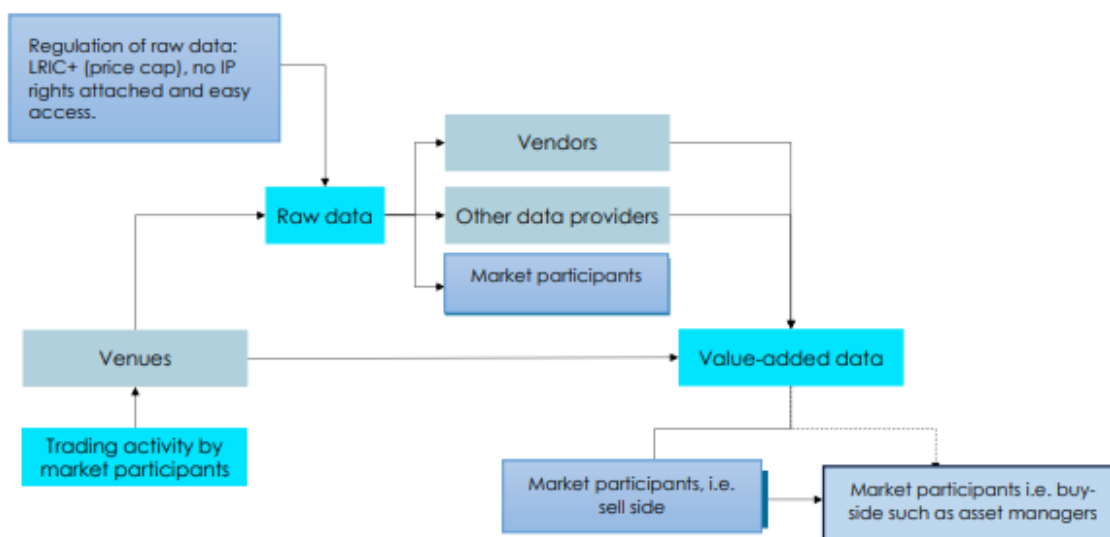 Regulation of raw data:
LRIC+ (price cap), no IP
rights attached and easy
access.
Vendors
Raw data
Other data providers
Market participants
Venues
Value-added data
Trading activity by
market participants
Market participants, i.e.
sell side
Market participants i.e. buy-
side such as asset managers